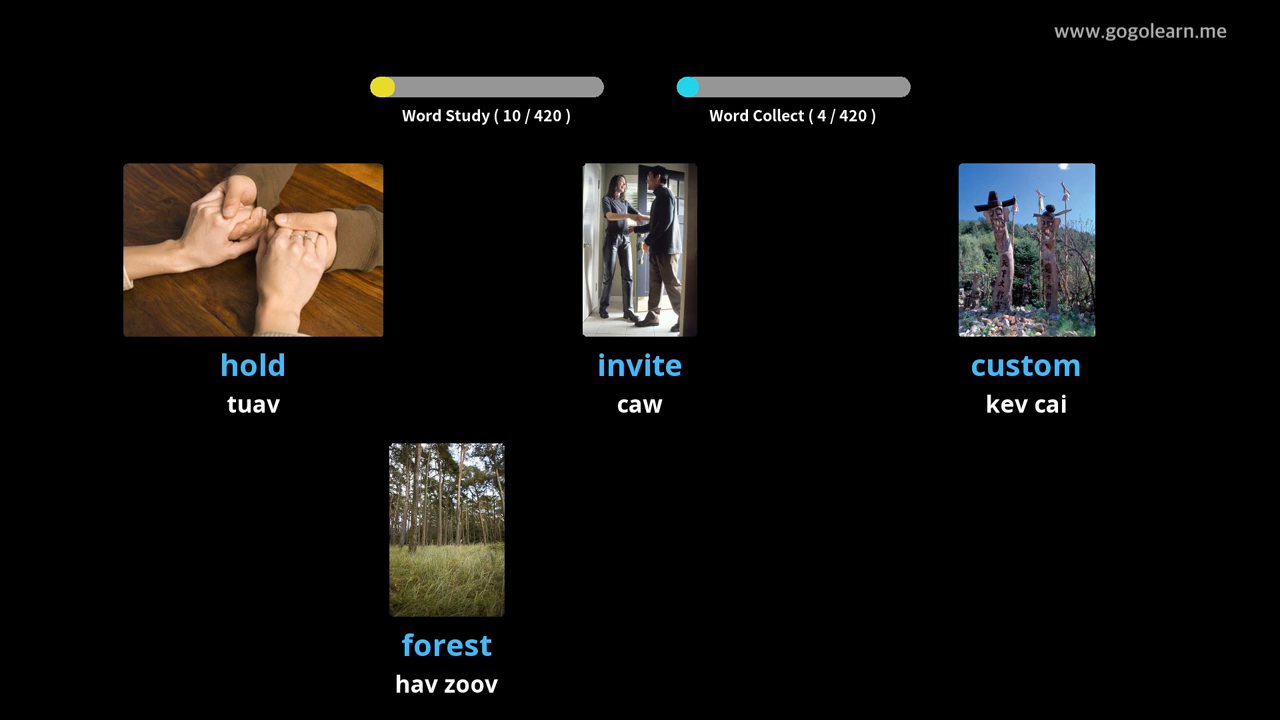 www.gogolearn.me
Word Study ( 10 / 420 )
Word Collect ( 4 / 420 )
hold
tuav
invite
caw
custom
kev cai
forest
hav zoov